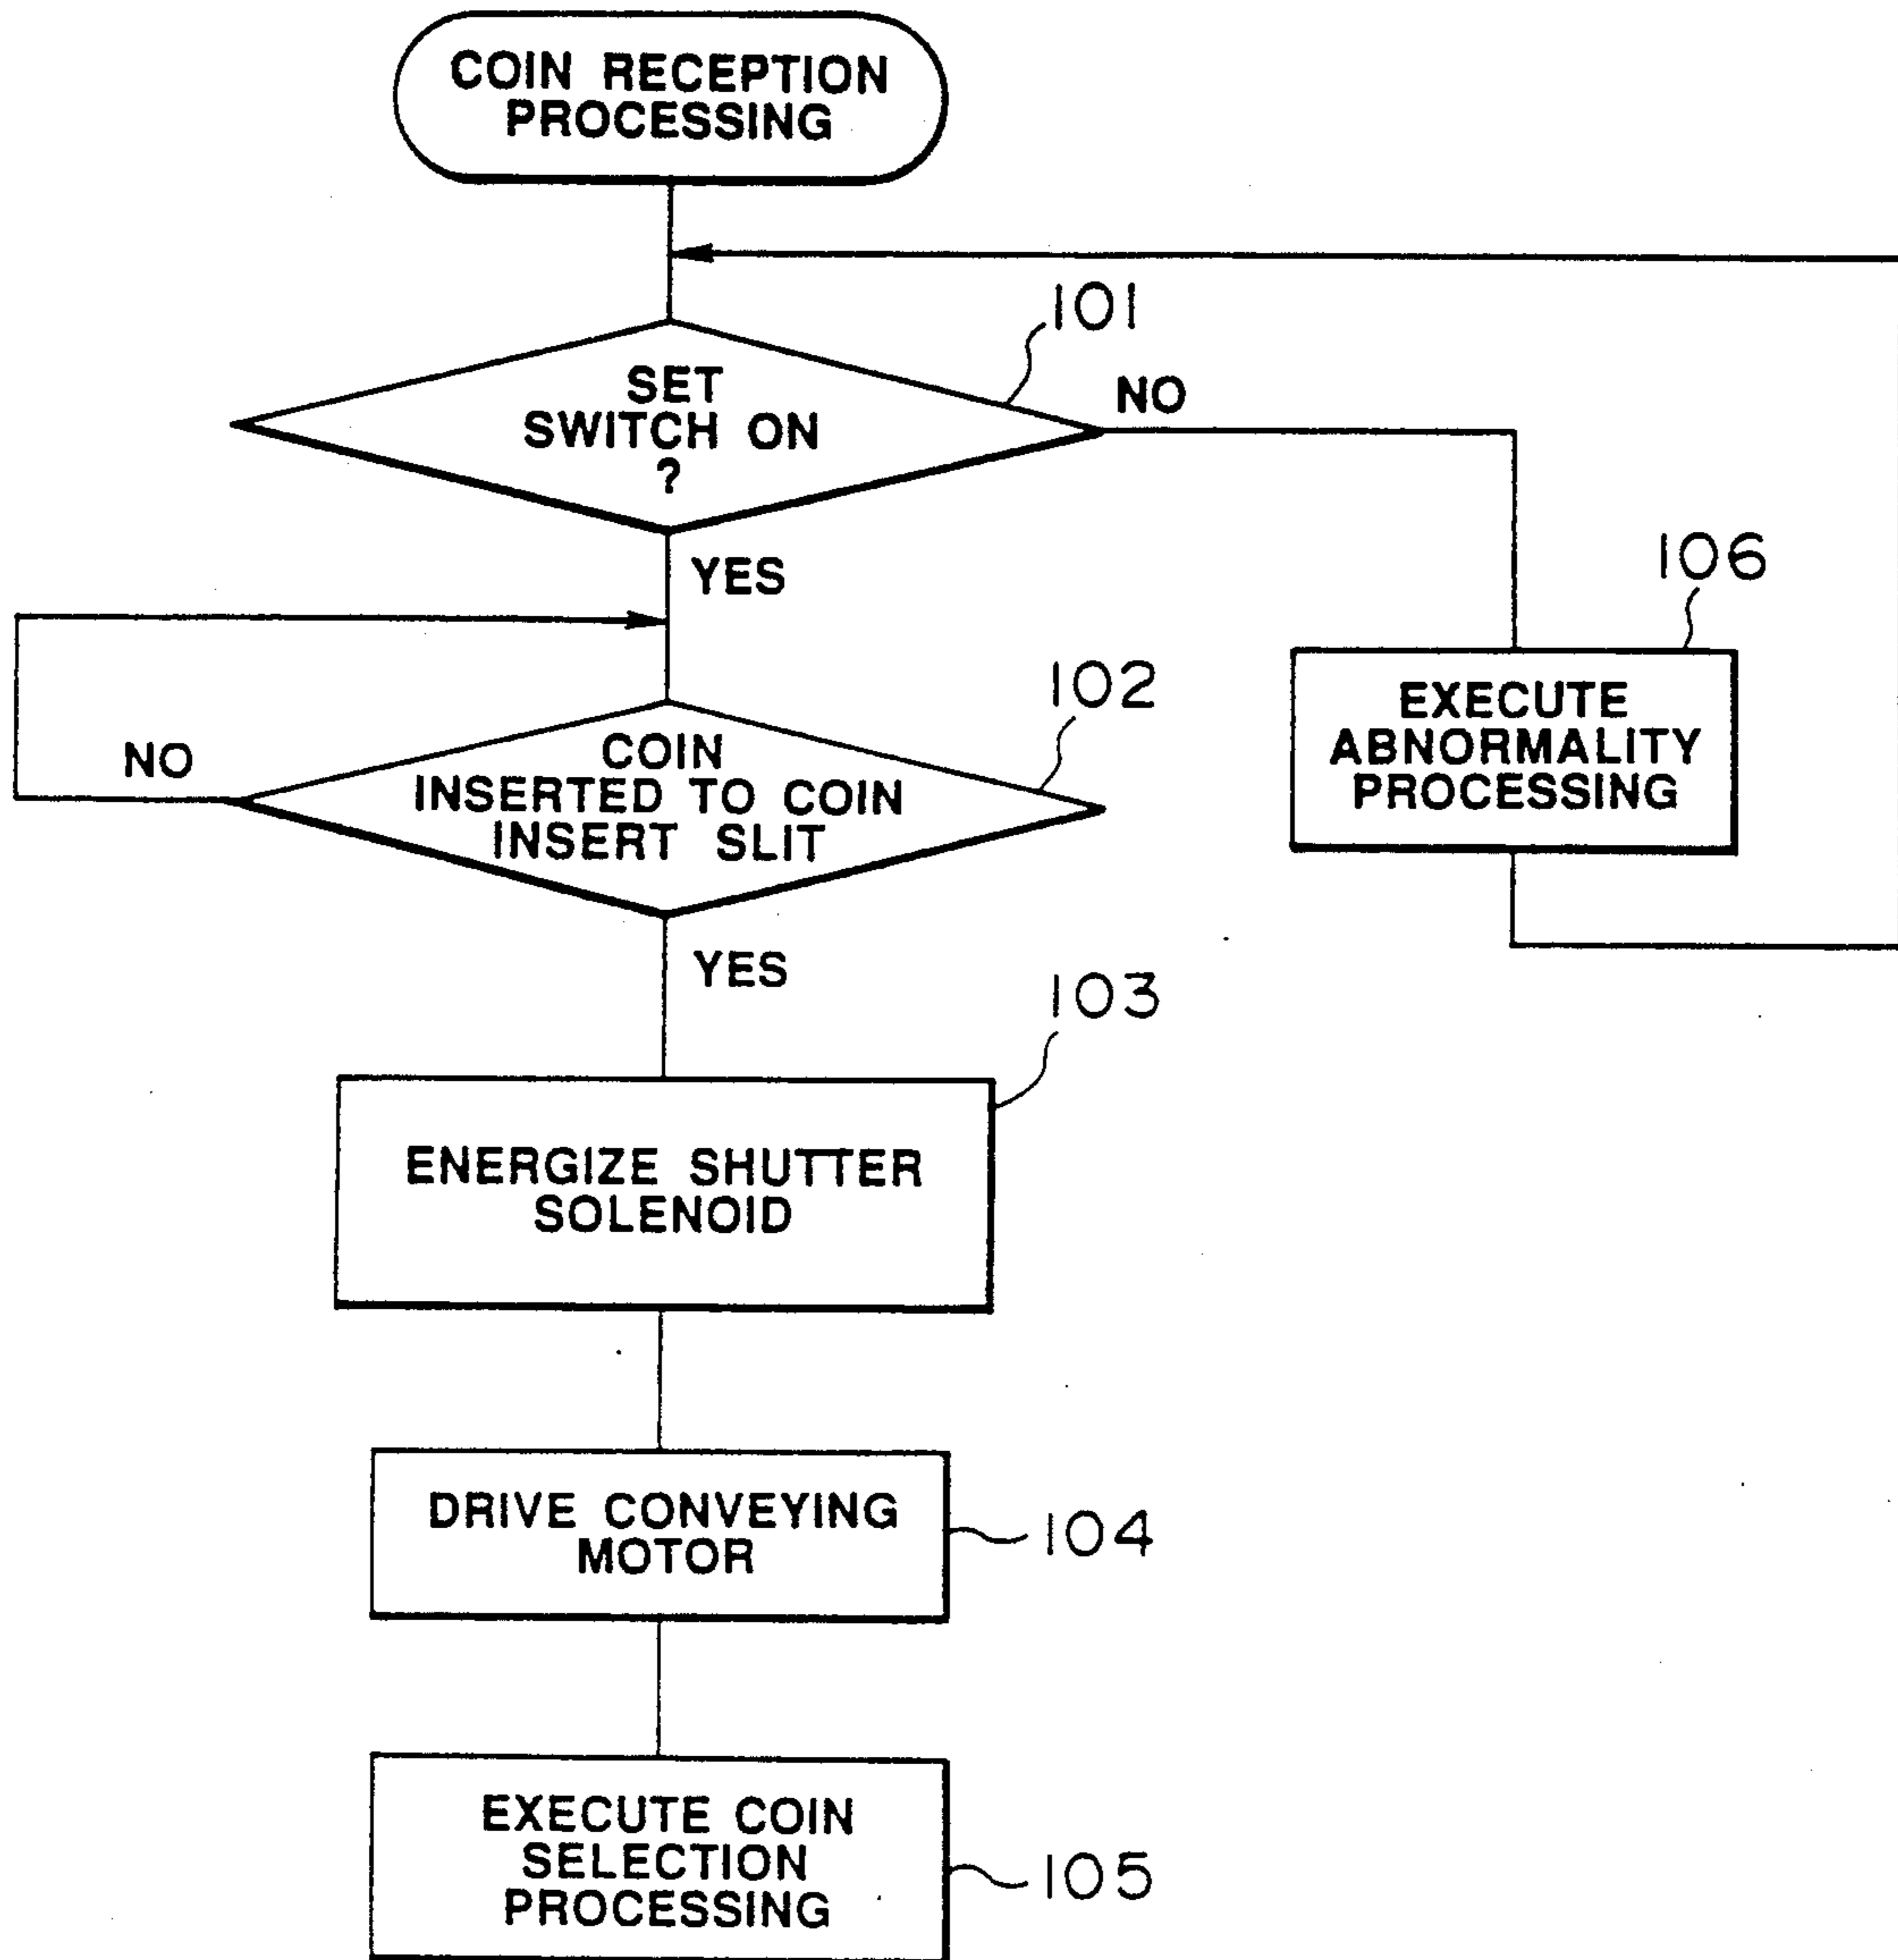 COIN RECEPTION
PROCESSING
101
SET
SWITCH ON
?
NO
YES
106
EXECUTE
ABNORMALITY
PROCESSING
102
NO
COIN
INSERTED TO COIN
INSERT SLIT
YES
103
ENERGIZE SHUTTER
SOLENOID
DRIVE CONVEYING
MOTOR
104
EXECUTE COIN
SELECTION
PROCESSING
105